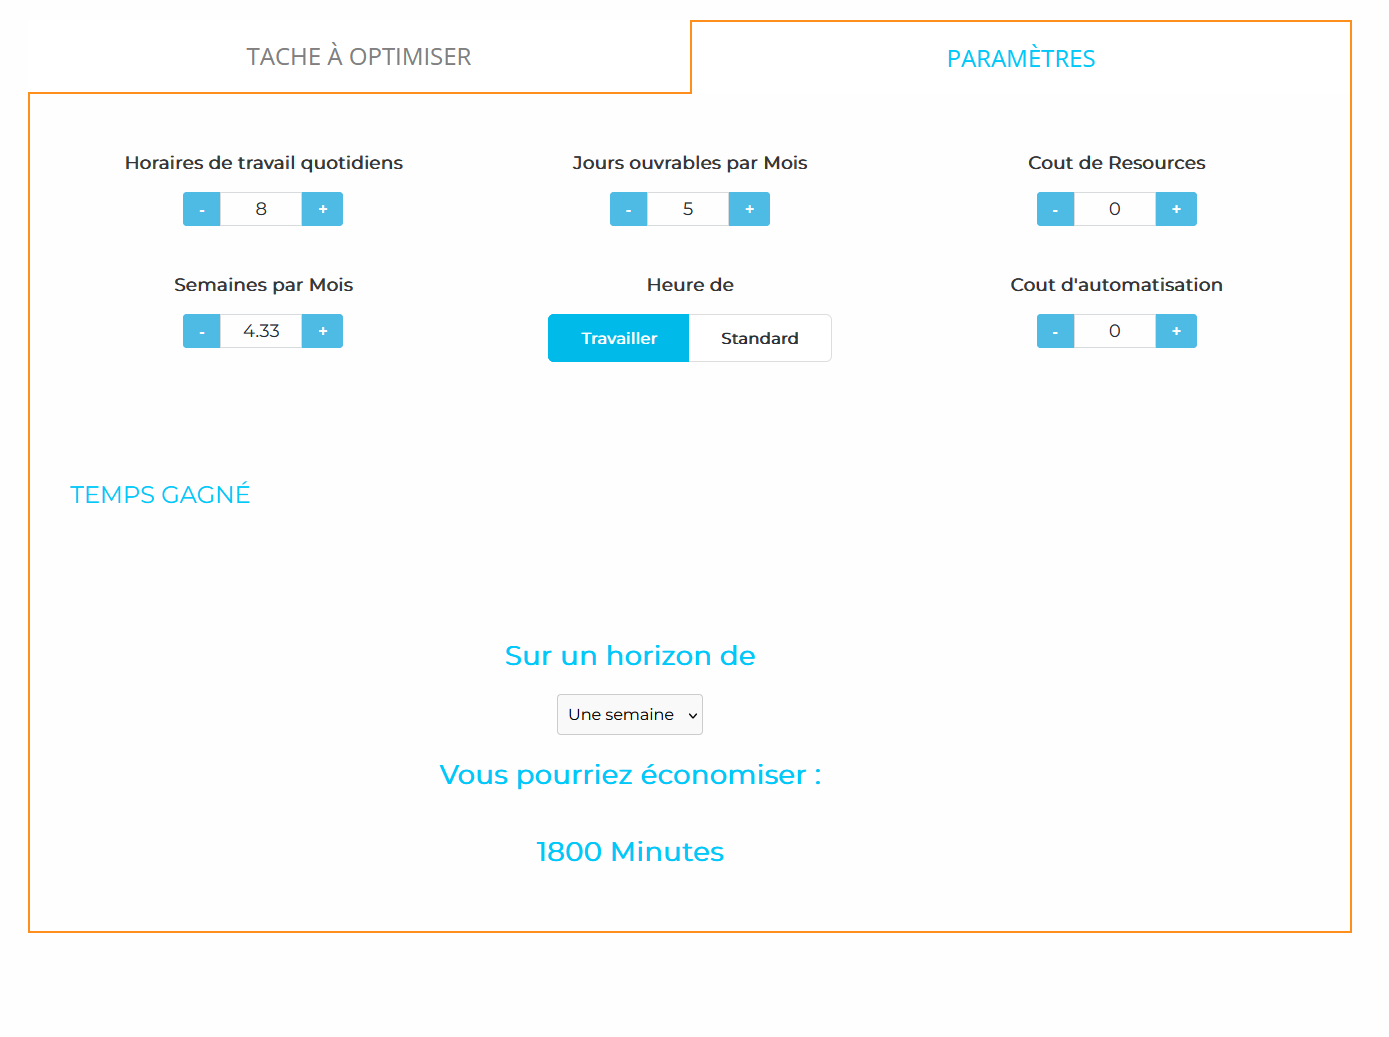 TACHE À OPTIMISER
PARAMÈTRES
Horaires de travail quotidiens
- 8 +
Jours ouvrables par Mois
- 5 +
Cout de Resources
- 0 +
Semaines par Mois
- 4.33 +
Heure de
Travailler Standard
Cout d'automatisation
- 0 +
TEMPS GAGNÉ
Sur un horizon de
Une semaine
Vous pourriez économiser :
1800 Minutes